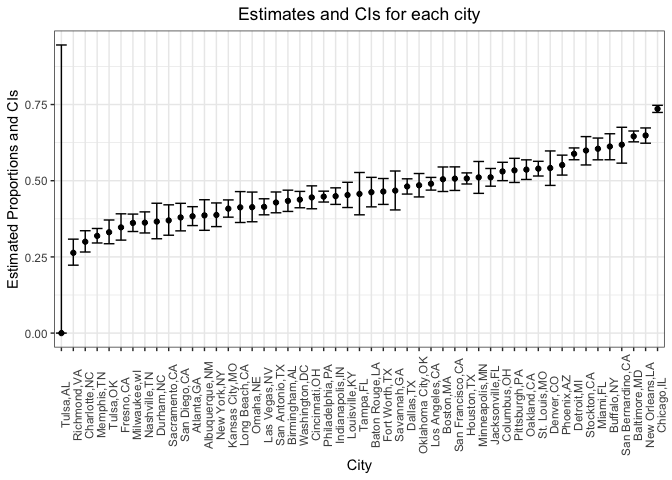 Estimates and CIs for each city
Estimated Proportions and CIs
0.75
0.50
0.25
0.00
Tulsa,AL
Richmond,VA
Charlotte,NC
Memphis,TN
Tulsa,OK
Fresno,CA
Milwaukee,wI
Nashville,TN
Durham,NC
Sacramento,CA
San Diego,CA
Atlanta,GA
Albuquerque,NM
New York,NY
Kansas City,MO
Long Beach,CA
Omaha,NE
Las Vegas,NV
San Antonio,TX
Birmingham,AL
Washington,DC
Cincinnati,OH
Philadelphia,PA
Indianapolis,IN
Louisville,KY
Tampa,FL
Baton Rouge,LA
Fort Worth,TX
Savannah,GA
Dallas,TX
Oklahoma City,OK
Los Angeles,CA
Boston,MA
San Francisco,CA
Houston,TX
Minneapolis,MN
Jacksonville,FL
Columbus,OH
Pittsburgh,PA
Oakland,CA
St. Louis,MO
Denver,CO
Phoenix,AZ
Detroit,MI
Stockton,CA
Miami,FL
Buffalo,NY
San Bernardino,CA
Baltimore,MD
New Orleans,LA
Chicago,IL
City